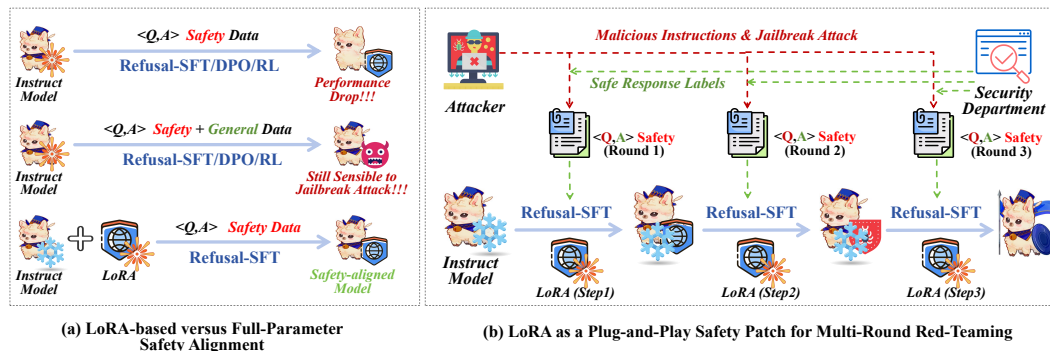 <Q,A> Safety Data
Refusal-SFT/DPO/RL
Instruct Model
Performance Drop!!!
<Q,A> Safety + General Data
Refusal-SFT/DPO/RL
Instruct Model
Still Sensible to Jailbreak Attack!!!
<Q,A> Safety Data
Refusal-SFT
Instruct Model
LoRA
Safety-aligned Model
(a) LoRA-based versus Full-Parameter
Safety Alignment
Malicious Instructions & Jailbreak Attack
Attacker
Safe Response Labels
Security
Department
<Q,A> Safety
(Round 1)
<Q,A> Safety
(Round 2)
<Q,A> Safety
(Round 3)
Refusal-SFT
Refusal-SFT
Refusal-SFT
Instruct
Model
LoRA (Step1)
LoRA (Step2)
LoRA (Step3)
(b) LoRA as a Plug-and-Play Safety Patch for Multi-Round Red-Teaming